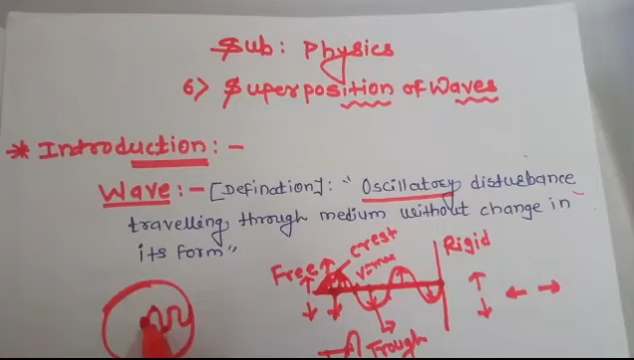 Sub: Physics
6> Superposition of Waves
* Introduction: -
Wave: - [Defination]: "Oscillatory disturbance
travelling through medium without change in
its form"
crest
Rigid
Free
Trough